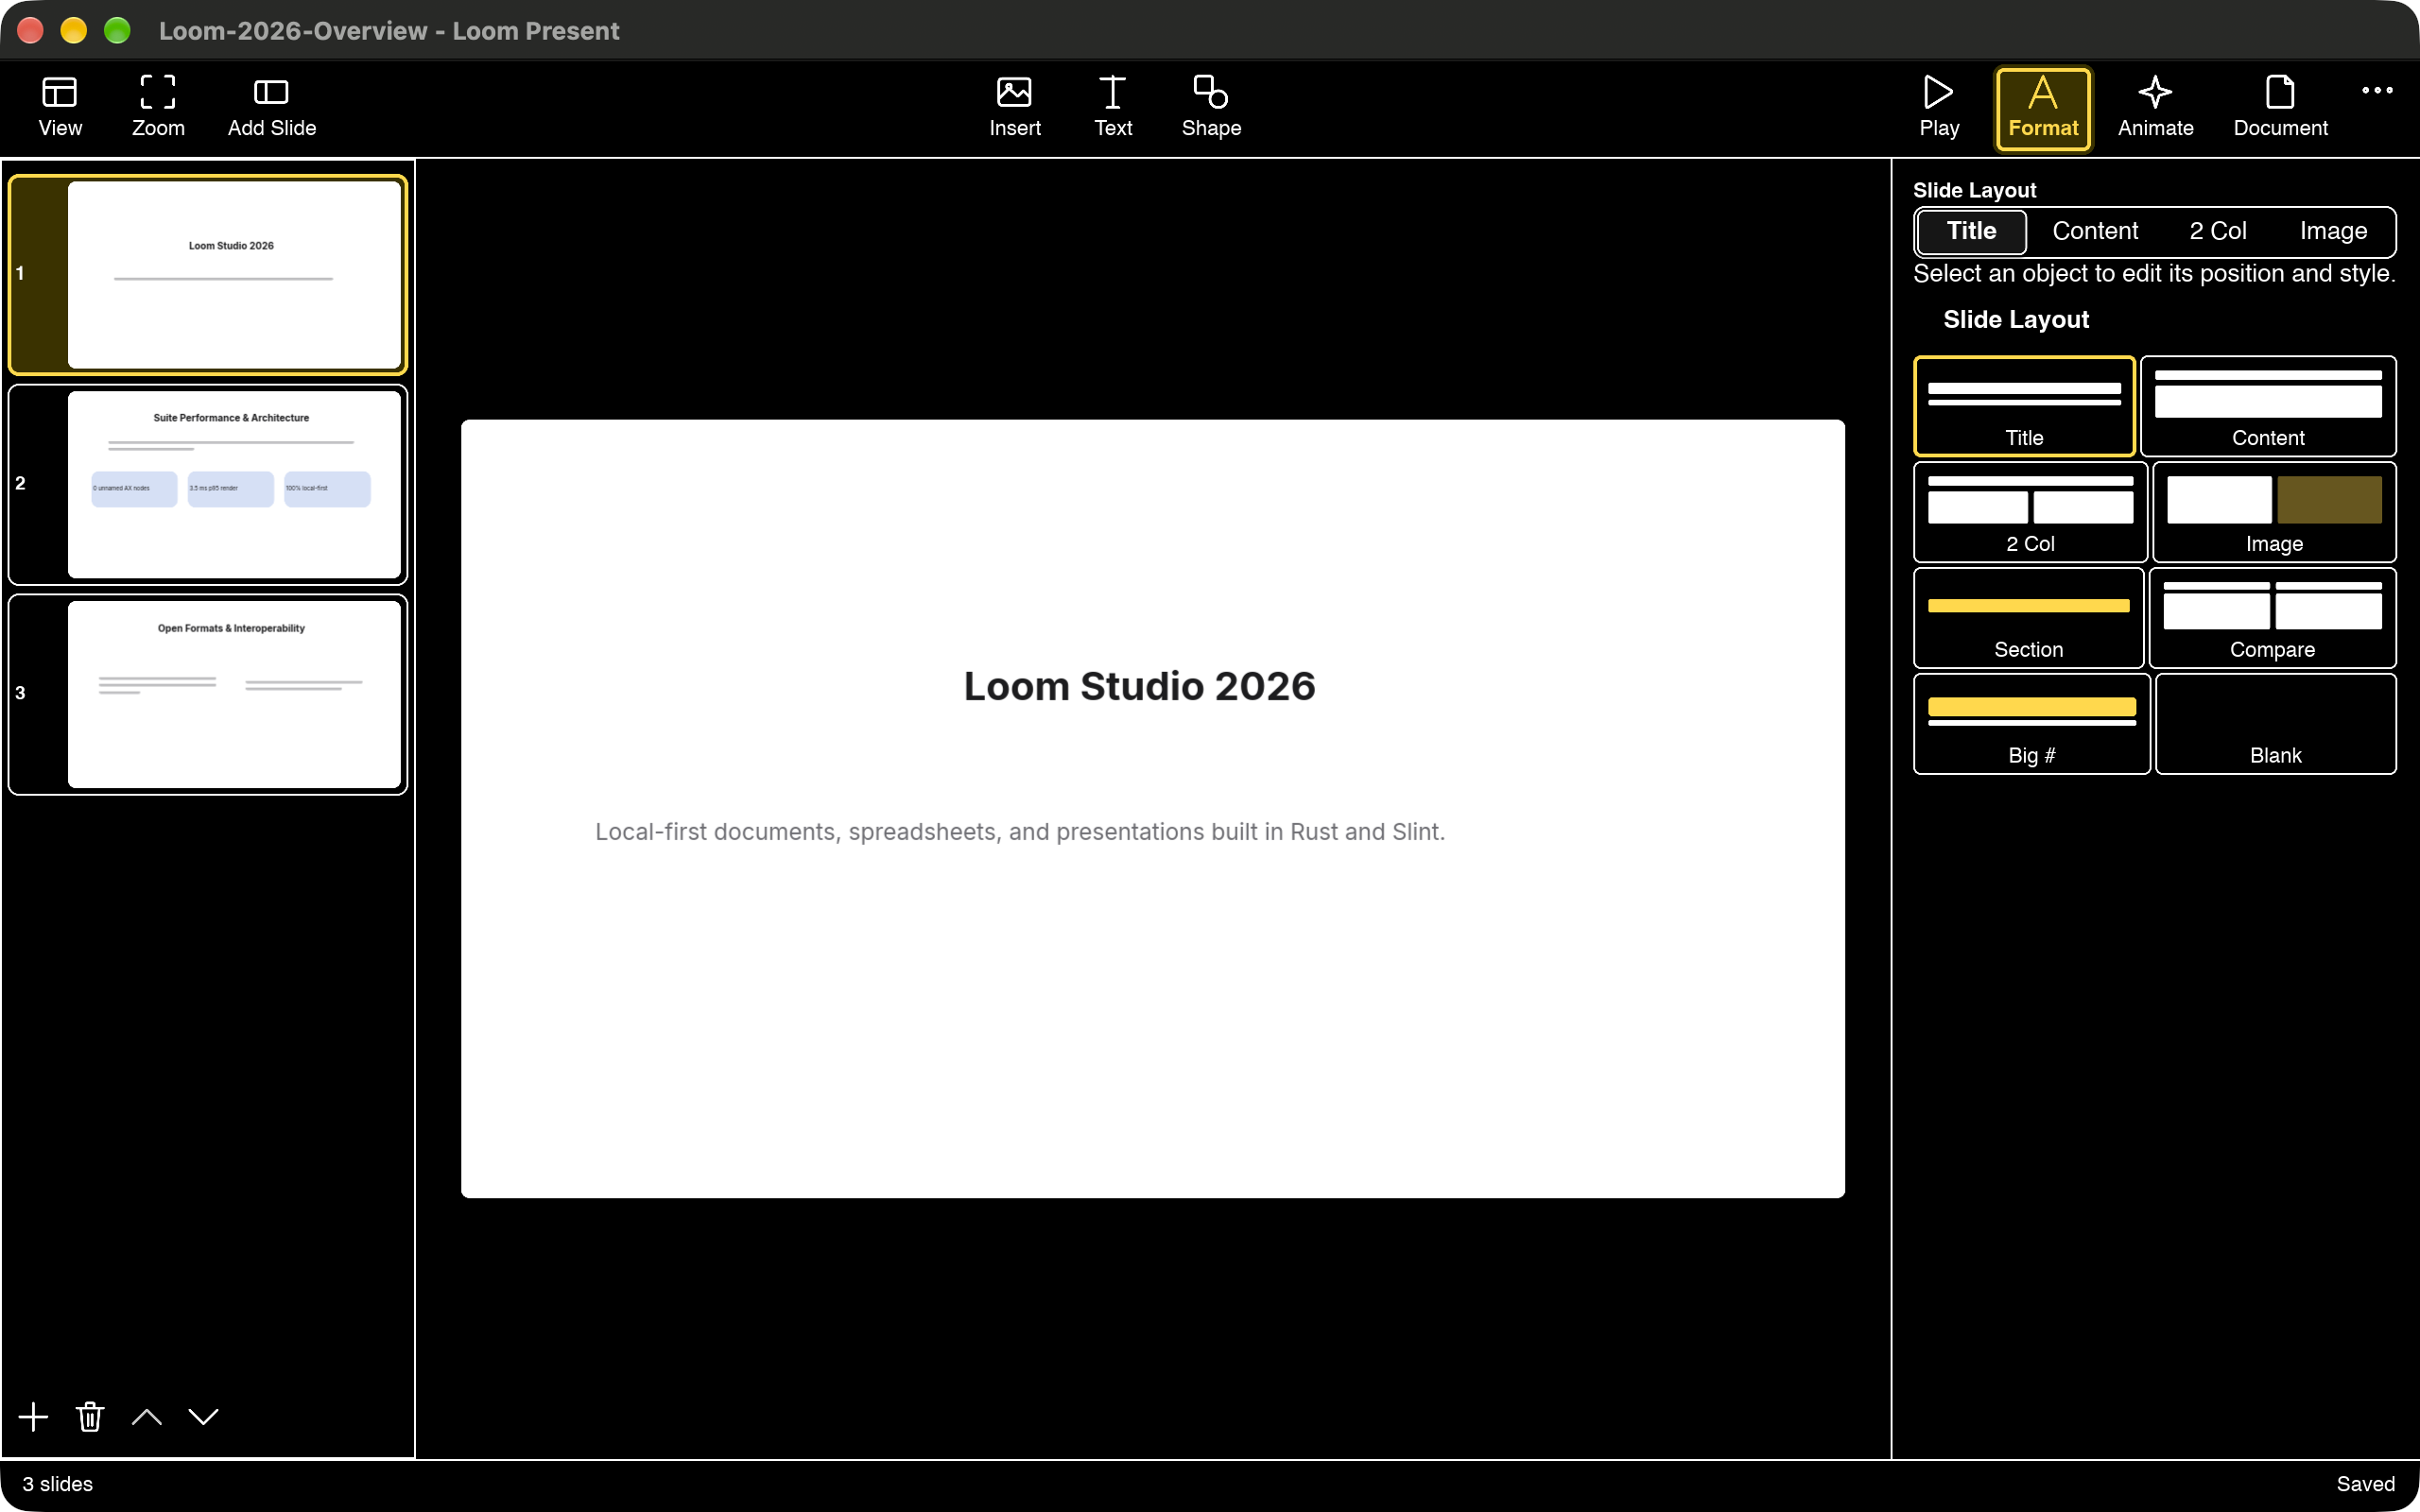 Loom-2026-Overview - Loom Present
View Zoom Add Slide Insert Text Shape Play Format Animate Document
1
Loom Studio 2026
2
Suite Performance & Architecture
0 unnamed AX nodes 3.5 ms p95 render 100% local-first
3
Open Formats & Interoperability
Loom Studio 2026
Local-first documents, spreadsheets, and presentations built in Rust and Slint.
Slide Layout
Title Content 2 Col Image
Select an object to edit its position and style.
Slide Layout
Title Content
2 Col Image
Section Compare
Big # Blank
3 slides Saved